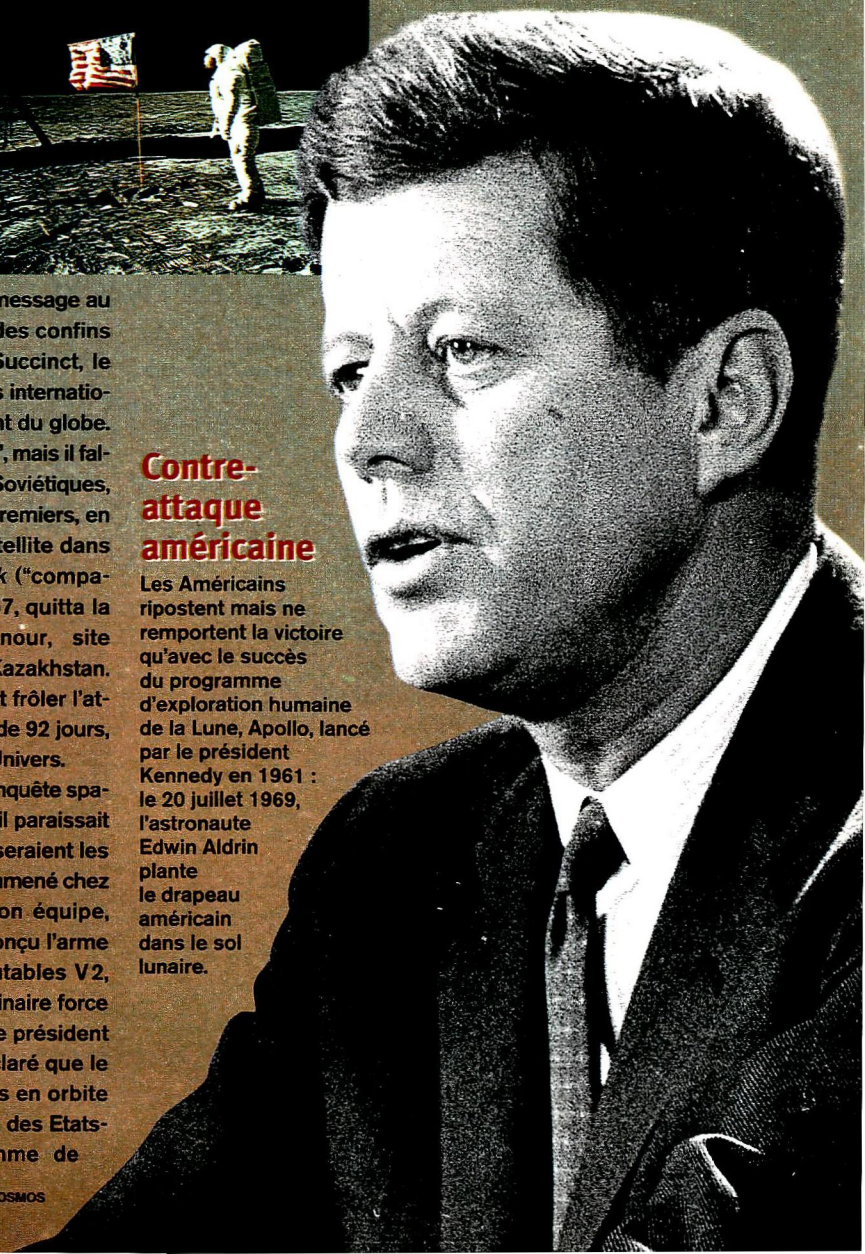 message au
des confins
Succinct, le
s internatio-
nt du globe.
", mais il fal-
Soviétiques,
remiers, en
tellite dans
k ("compa-
7, quitta la
nour, site
Kazakhstan.
t frôler l'at-
de 92 jours,
Univers.
nquête spa-
il paraissait
seraient les
mené chez
on équipe,
onçu l'arme
tables V2,
inaire force
e président
claré que le
s en orbite
des Etats-
mme de
OSMOS
Contre-
attaque
américaine
Les Américains
ripostent mais ne
remportent la victoire
qu'avec le succès
du programme
d'exploration humaine
de la Lune, Apollo, lancé
par le président
Kennedy en 1961 :
le 20 juillet 1969,
l'astronaute
Edwin Aldrin
plante
le drapeau
américain
dans le sol
lunaire.